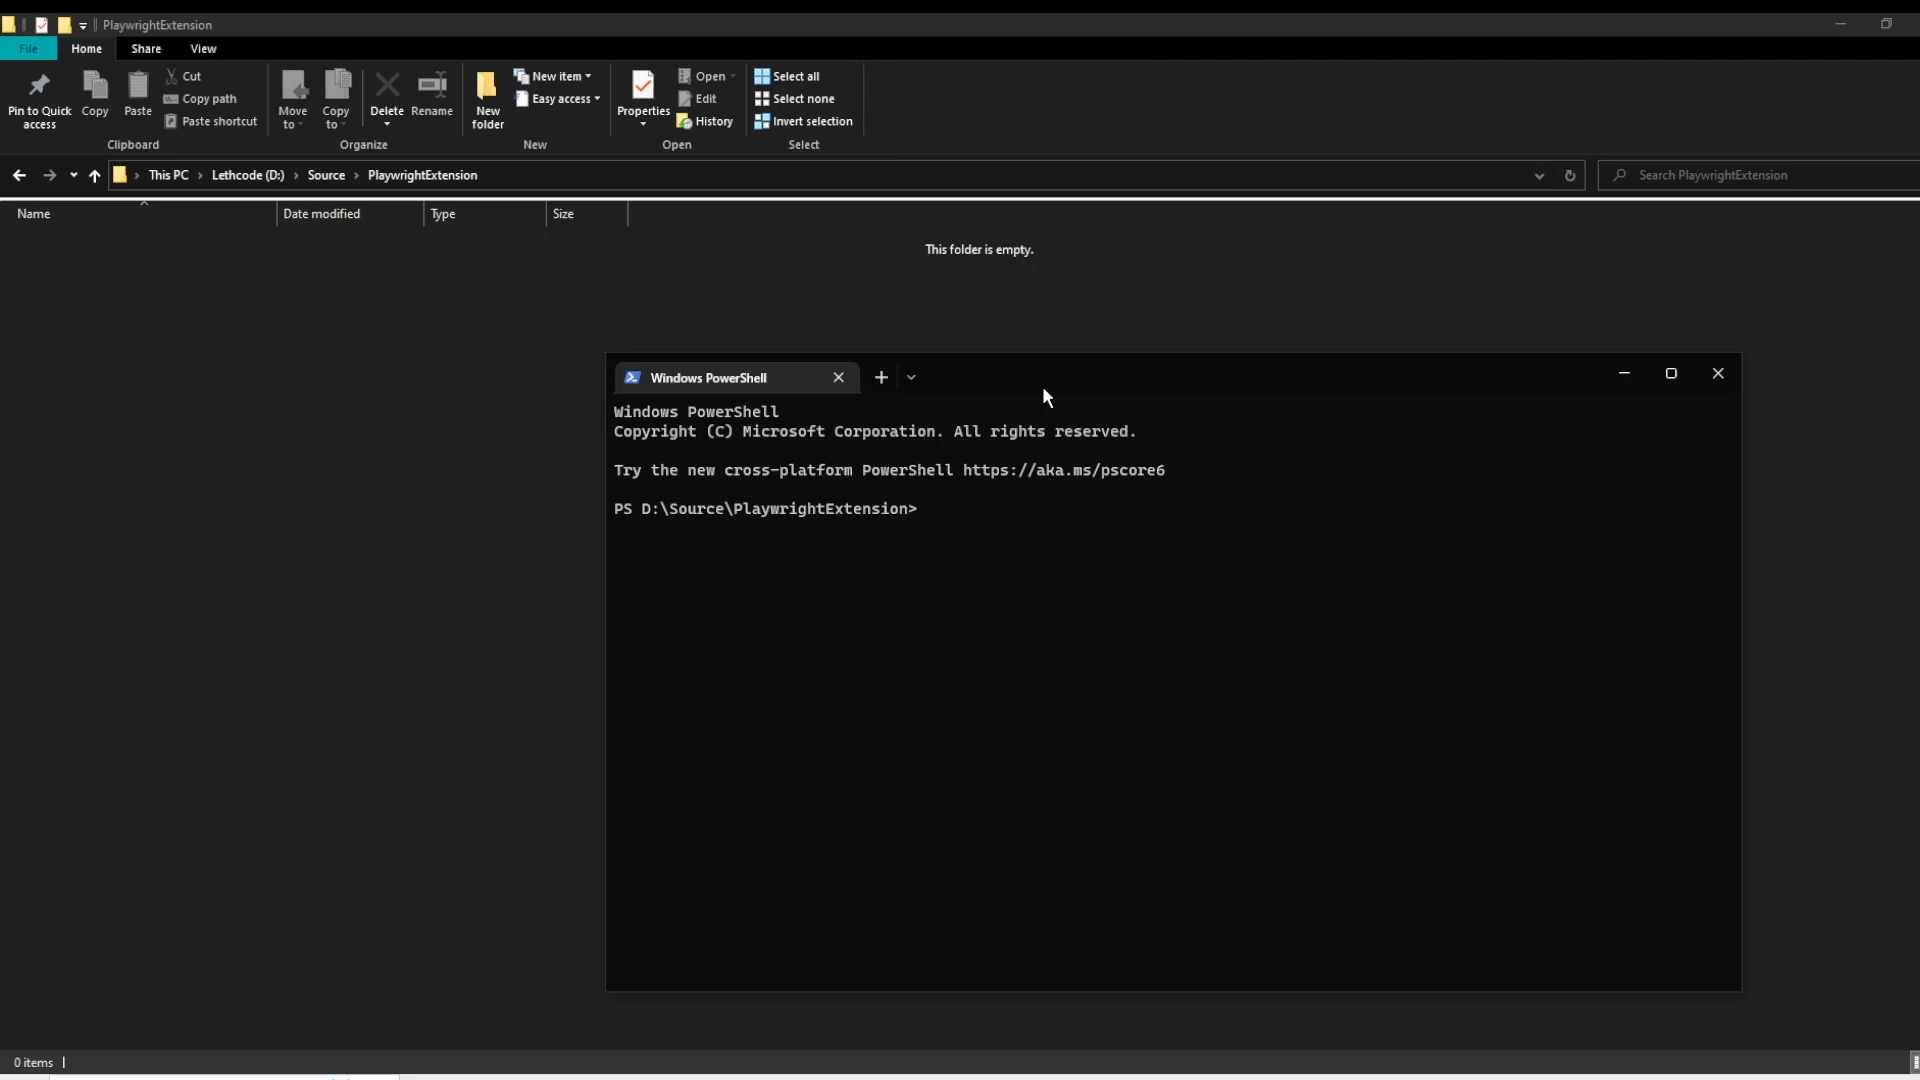 PlaywrightExtension
File Home Share View
Pin to Quick access
Copy
Paste
Cut
Copy path
Paste shortcut
Clipboard
Move to
Copy to
Delete
Rename
Organize
New folder
New item
Easy access
New
Properties
Open
Edit
History
Open
Select all
Select none
Invert selection
Select
This PC › Lethcode (D:) › Source › PlaywrightExtension
Search PlaywrightExtension
Name Date modified Type Size
This folder is empty.
Windows PowerShell
Windows PowerShell
Copyright (C) Microsoft Corporation. All rights reserved.
Try the new cross-platform PowerShell https://aka.ms/pscore6
PS D:\Source\PlaywrightExtension>
0 items